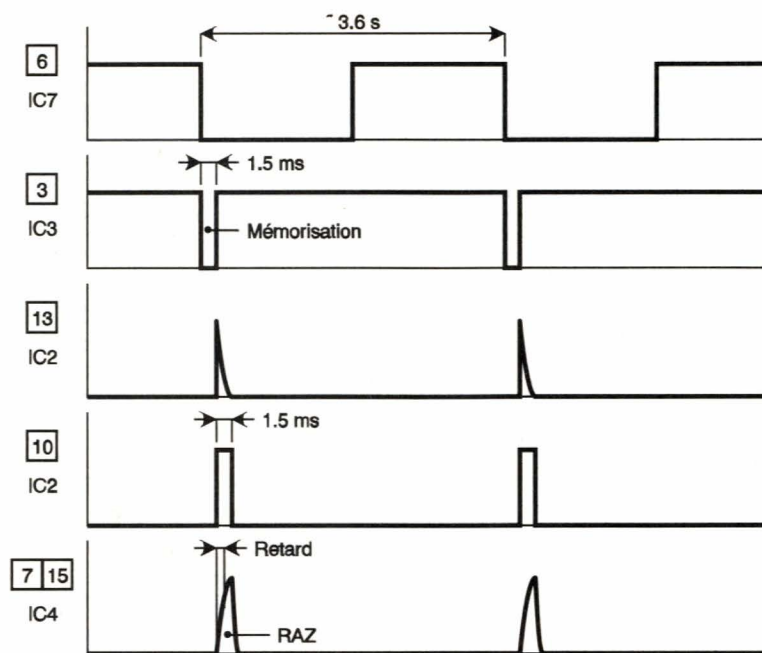 ~ 3.6 s
6
IC7
1.5 ms
3
IC3
Mémorisation
13
IC2
1.5 ms
10
IC2
Retard
7 15
IC4
RAZ